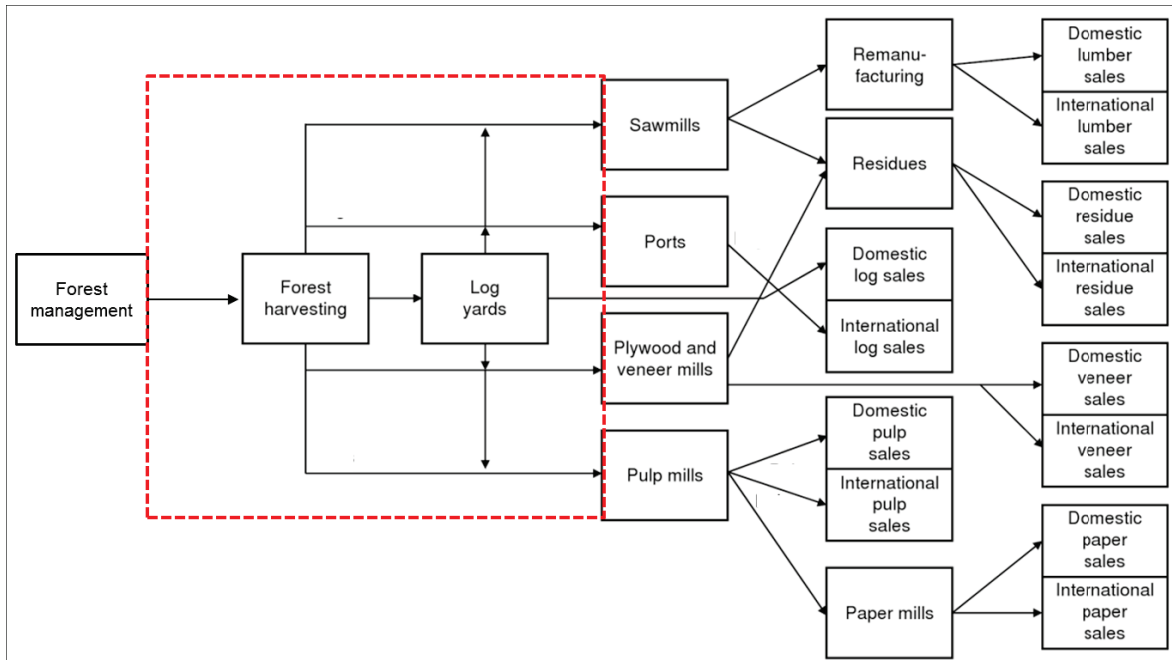 Forest
management
Forest
harvesting
Log
yards
Sawmills
Ports
Plywood and
veneer mills
Pulp mills
Remanu-
facturing
Residues
Domestic
log sales
International
log sales
Domestic
pulp
sales
International
pulp
sales
Paper mills
Domestic
lumber
sales
International
lumber
sales
Domestic
residue
sales
International
residue
sales
Domestic
veneer
sales
International
veneer
sales
Domestic
paper
sales
International
paper
sales